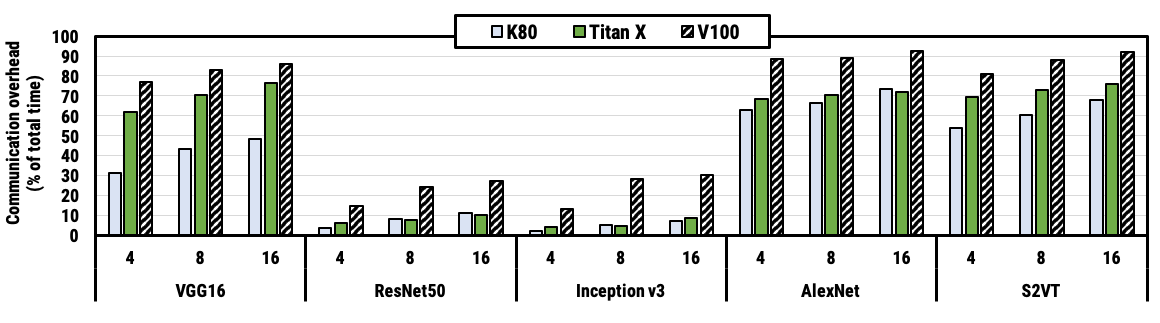 K80 Titan X V100
Communication overhead
(% of total time)
100
90
80
70
60
50
40
30
20
10
0
4 8 16 4 8 16 4 8 16 4 8 16 4 8 16
VGG16 ResNet50 Inception v3 AlexNet S2VT